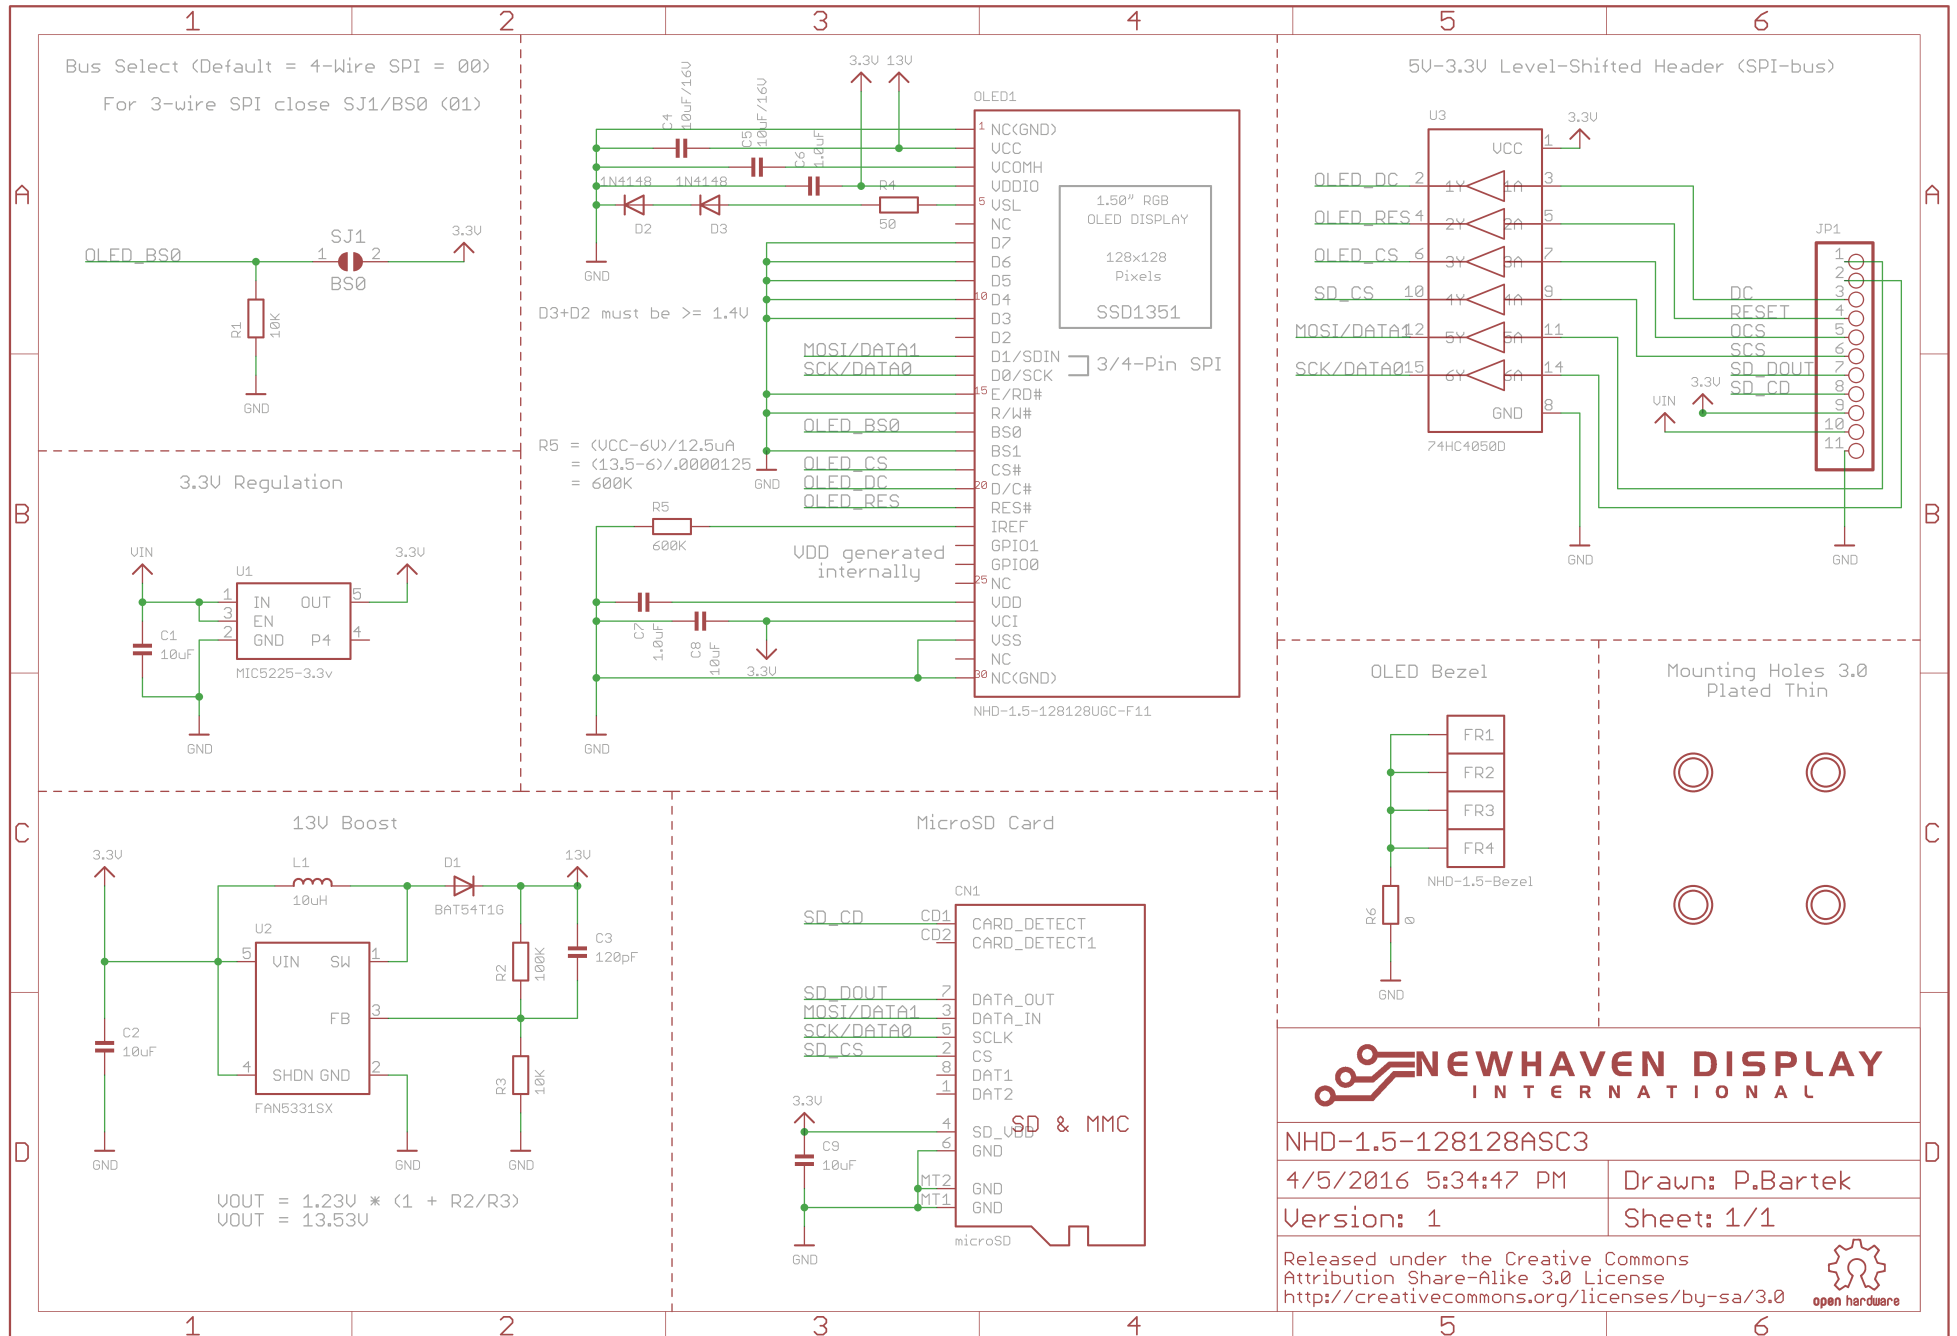 1 2 3 4 5 6
A
B
C
D
Bus Select (Default = 4-Wire SPI = 00)
For 3-wire SPI close SJ1/BS0 (01)
OLED_BS0
SJ1
1 2
BS0
3.3V
R1
10K
GND
3.3V Regulation
VIN
U1
3.3V
1 IN OUT 5
3 EN
2 GND P4 4
C1
10uF
MIC5225-3.3v
GND
3.3V 13V
C4
10uF/16V
C5
10uF/16V
C6
1.0uF
1N4148 1N4148
D2 D3
R4
50
GND
D3+D2 must be >= 1.4V
MOSI/DATA1
SCK/DATA0
OLED_BS0
R5 = (VCC-6V)/12.5uA
= (13.5-6)/.0000125
= 600K
GND
OLED_CS
OLED_DC
OLED_RES
R5
600K
VDD generated
internally
C7
1.0uF
C8
10uF
3.3V
GND
OLED1
1 NC(GND)
VCC
VCOMH
VDDIO
5 VSL
NC
D7
D6
D5
10 D4
D3
D2
D1/SDIN
D0/SCK
15 E/RD#
R/W#
BS0
BS1
CS#
20 D/C#
RES#
IREF
GPIO1
GPIO0
25 NC
VDD
VCI
VSS
NC
30 NC(GND)
1.50" RGB
OLED DISPLAY
128x128
Pixels
SSD1351
3/4-Pin SPI
NHD-1.5-128128UGC-F11
5V-3.3V Level-Shifted Header (SPI-bus)
U3
3.3V
VCC 1
OLED_DC 2 1Y 1A 3
OLED_RES 4 2Y 2A 5
OLED_CS 6 3Y 3A 7
SD_CS 10 4Y 4A 9
MOSI/DATA1 12 5Y 5A 11
SCK/DATA0 15 6Y 6A 14
GND 8
74HC4050D
GND
JP1
1
2
DC 3
RESET 4
OCS 5
SCS 6
SD_DOUT 7
SD_CD 8
3.3V 9
VIN 10
11
GND
13V Boost
3.3V
L1
10uH
D1
BAT54T1G
13V
U2
5 VIN SW 1
FB 3
4 SHDN GND 2
FAN5331SX
R2
100K
C3
120pF
C2
10uF
R3
10K
GND
GND
GND
VOUT = 1.23V * (1 + R2/R3)
VOUT = 13.53V
MicroSD Card
CN1
SD_CD CD1 CARD_DETECT
CD2 CARD_DETECT1
SD_DOUT 7 DATA_OUT
MOSI/DATA1 3 DATA_IN
SCK/DATA0 5 SCLK
SD_CS 2 CS
8 DAT1
1 DAT2
3.3V
4 SD_VDD
SD & MMC
6 GND
C9
10uF
MT2 GND
MT1 GND
microSD
GND
OLED Bezel
FR1
FR2
FR3
FR4
NHD-1.5-Bezel
R6
0
GND
Mounting Holes 3.0
Plated Thin
NEWHAVEN DISPLAY
INTERNATIONAL
NHD-1.5-128128ASC3
4/5/2016 5:34:47 PM
Drawn: P.Bartek
Version: 1
Sheet: 1/1
Released under the Creative Commons
Attribution Share-Alike 3.0 License
http://creativecommons.org/licenses/by-sa/3.0
open hardware
A
B
C
D
1 2 3 4 5 6